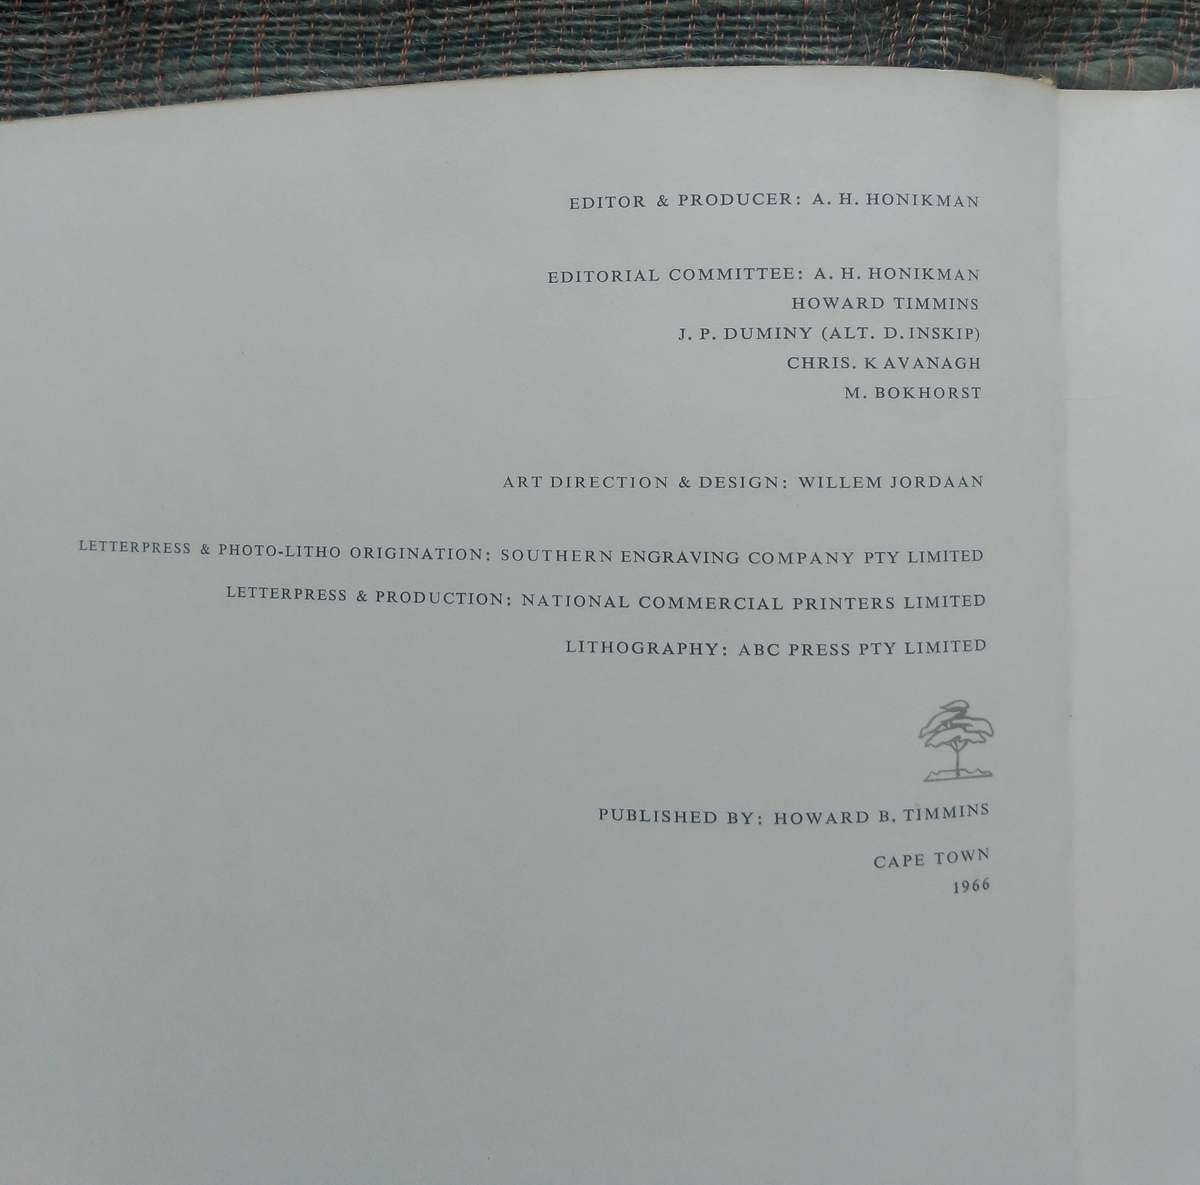 EDITOR & PRODUCER: A. H. HONIKMAN
EDITORIAL COMMITTEE: A. H. HONIKMAN
HOWARD TIMMINS
J. P. DUMINY (ALT. D. INSKIP)
CHRIS. KAVANAGH
M. BOKHORST
ART DIRECTION & DESIGN: WILLEM JORDAAN
LETTERPRESS & PHOTO-LITHO ORIGINATION: SOUTHERN ENGRAVING COMPANY PTY LIMITED
LETTERPRESS & PRODUCTION: NATIONAL COMMERCIAL PRINTERS LIMITED
LITHOGRAPHY: ABC PRESS PTY LIMITED
PUBLISHED BY: HOWARD B. TIMMINS
CAPE TOWN
1966